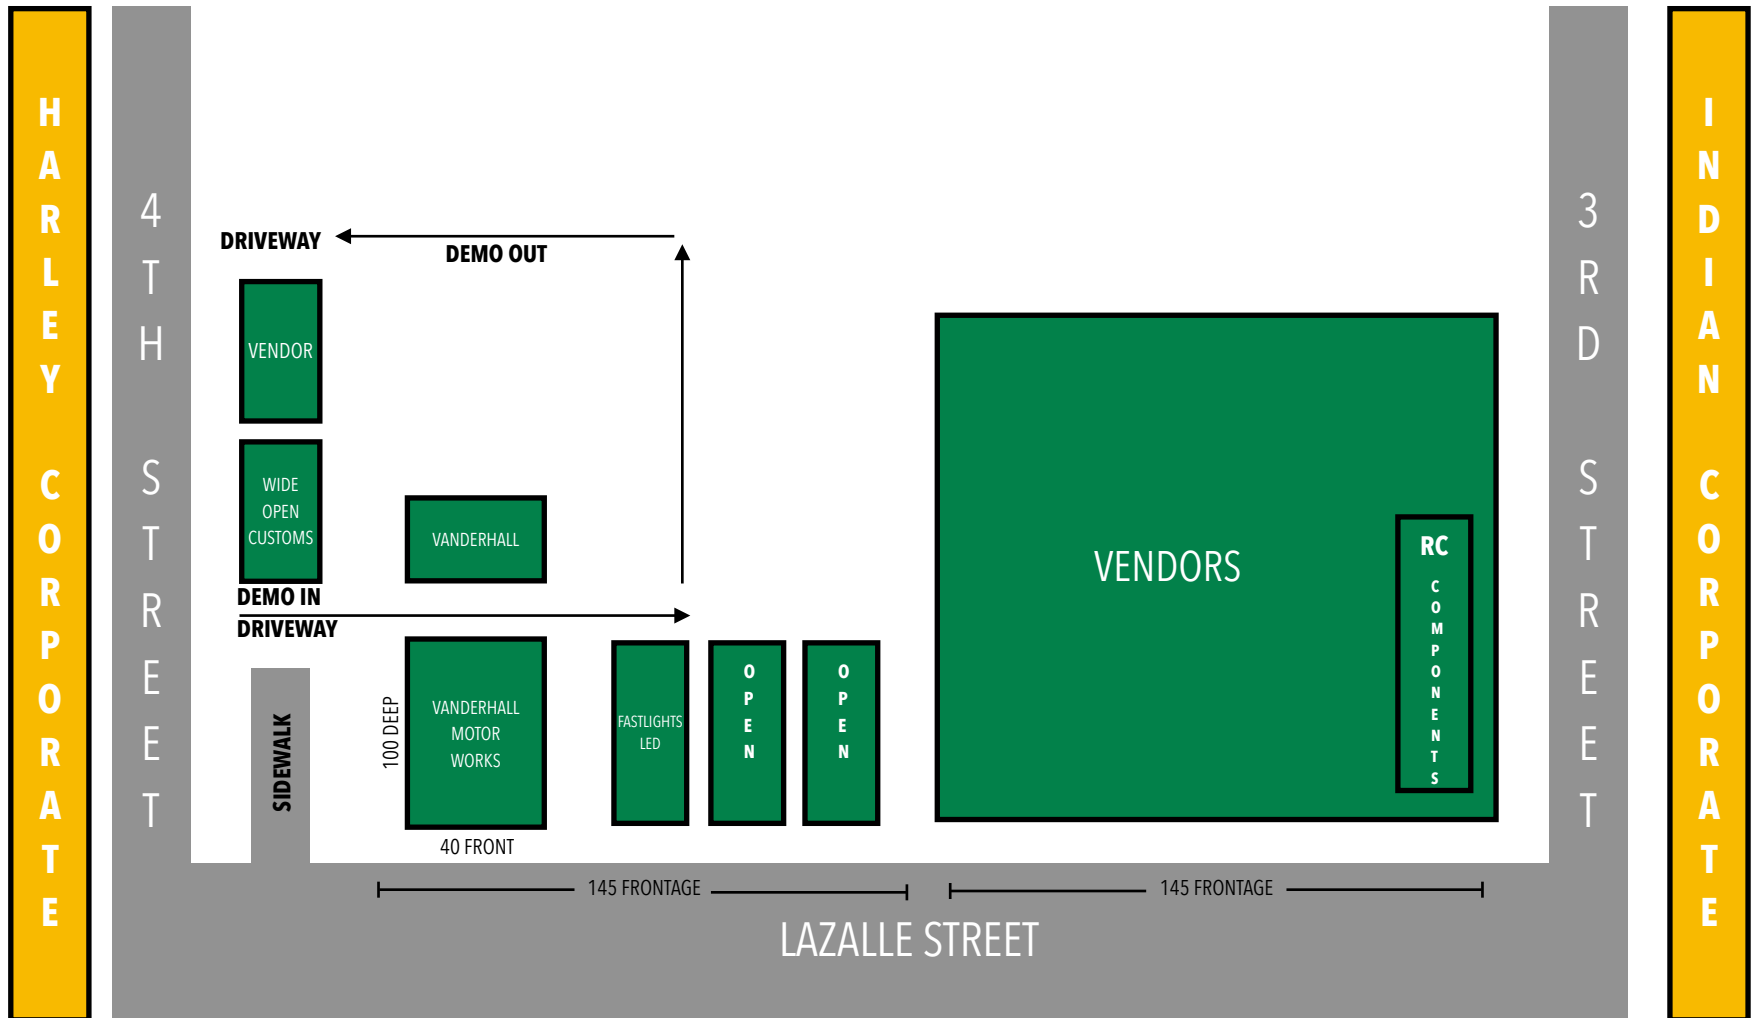 HARLEY CORPORATE
4TH STREET
DRIVEWAY
DEMO OUT
VENDOR
WIDE
OPEN
CUSTOMS
VANDERHALL
DEMO IN
DRIVEWAY
SIDEWALK
100 DEEP
VANDERHALL
MOTOR
WORKS
40 FRONT
FASTLIGHTS
LED
OPEN
OPEN
VENDORS
RC
COMPONENTS
145 FRONTAGE
145 FRONTAGE
LAZALLE STREET
3RD STREET
INDIAN CORPORATE